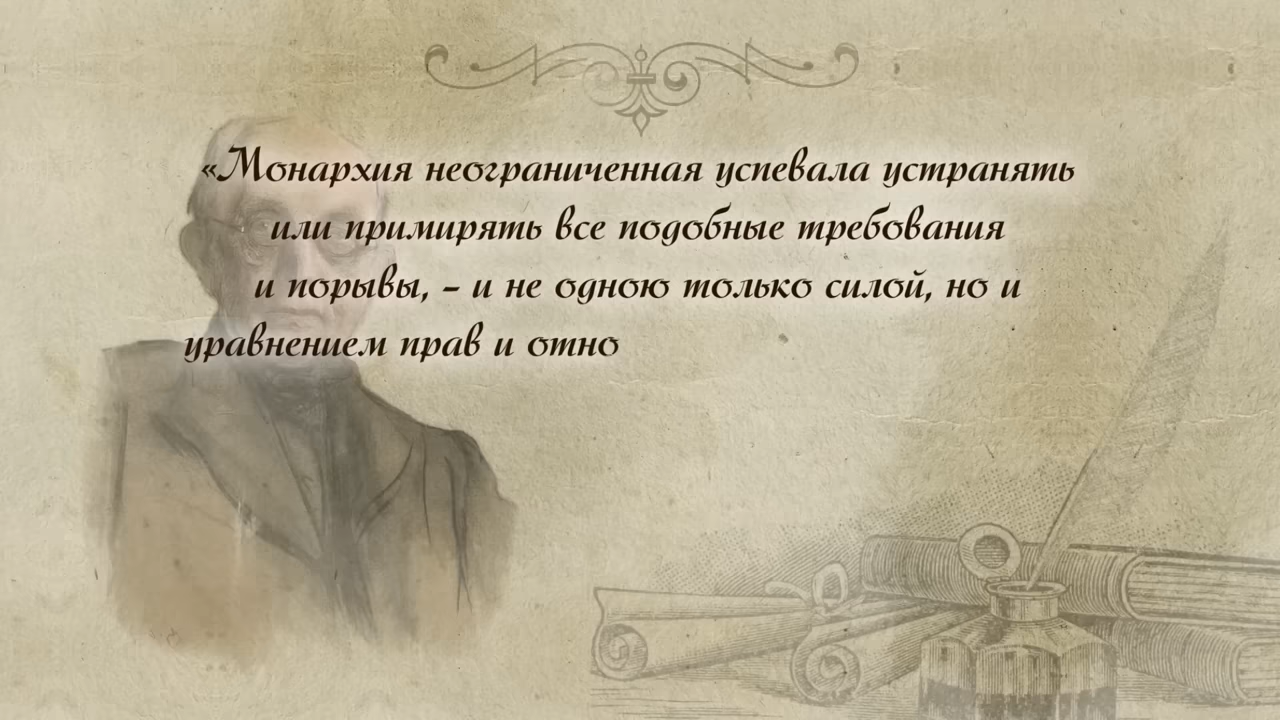 «Монархия неограниченная успевала устранять
или примирять все подобные требования
и порывы, – и не одною только силой, но и
уравнением прав и отно